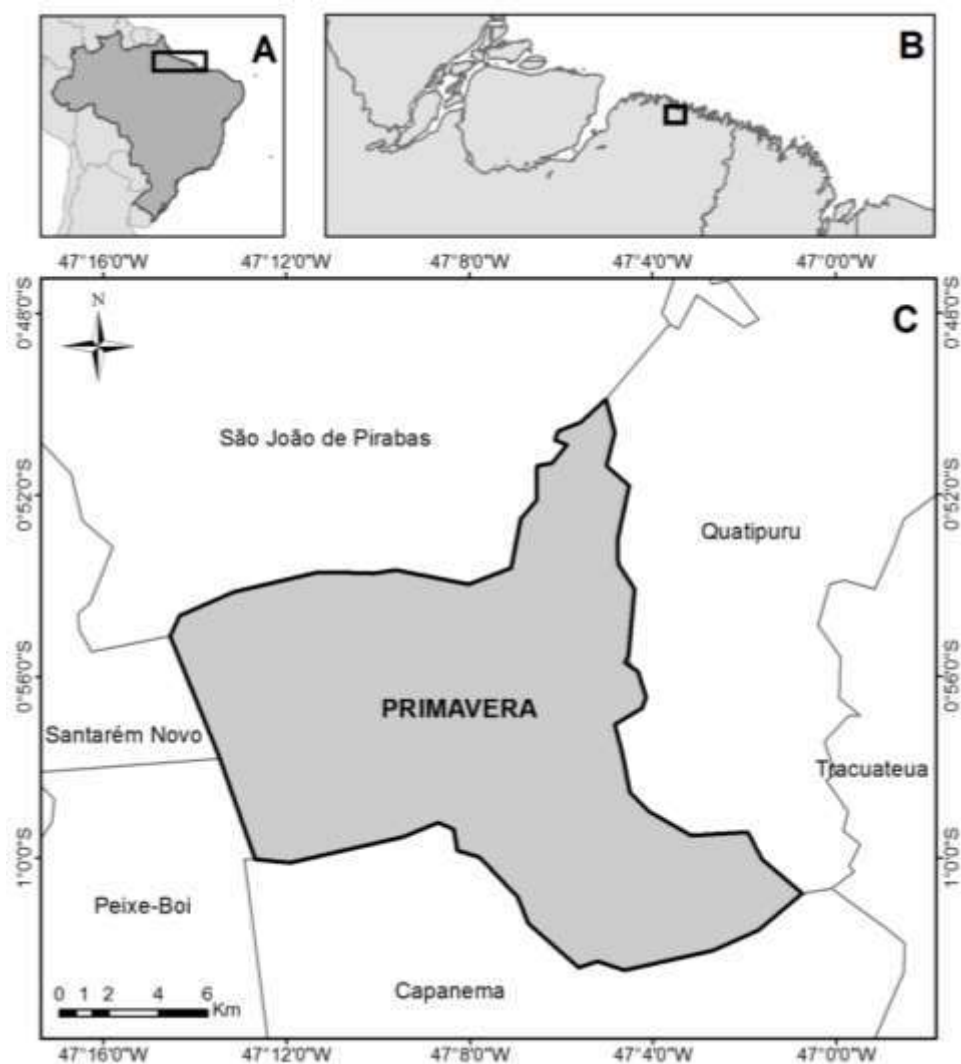 A
B
47°16'0"W 47°12'0"W 47°8'0"W 47°4'0"W 47°0'0"W
N
C
0°48'0"S 0°48'0"S
São João de Pirabas
0°52'0"S 0°52'0"S
Quatipuru
0°56'0"S 0°56'0"S
PRIMAVERA
Santarém Novo
Tracuateua
1°0'0"S 1°0'0"S
Peixe-Boi
Capanema
0 1 2 4 6
Km
47°16'0"W 47°12'0"W 47°8'0"W 47°4'0"W 47°0'0"W